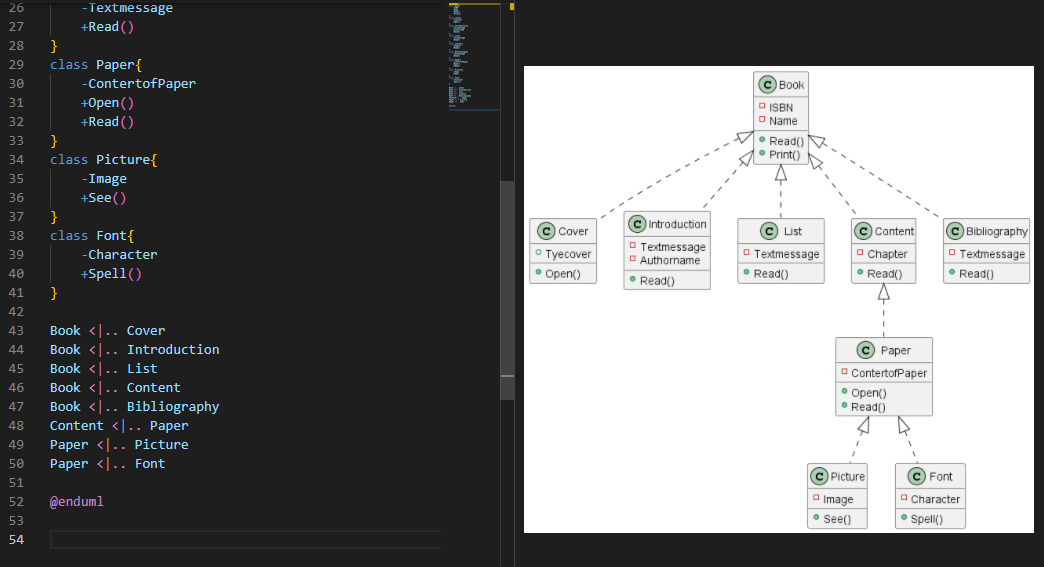 26 -Textmessage
27 +Read()
28 }
29 class Paper{
30 -ContertofPaper
31 +Open()
32 +Read()
33 }
34 class Picture{
35 -Image
36 +See()
37 }
38 class Font{
39 -Character
40 +Spell()
41 }
42
43 Book <|.. Cover
44 Book <|.. Introduction
45 Book <|.. List
46 Book <|.. Content
47 Book <|.. Bibliography
48 Content <|.. Paper
49 Paper <|.. Picture
50 Paper <|.. Font
51
52 @enduml
53
54
C Book
ISBN
Name
Read()
Print()
C Cover
Tyecover
Open()
C Introduction
Textmessage
Authorname
Read()
C List
Textmessage
Read()
C Content
Chapter
Read()
C Bibliography
Textmessage
Read()
C Paper
ContertofPaper
Open()
Read()
C Picture
Image
See()
C Font
Character
Spell()